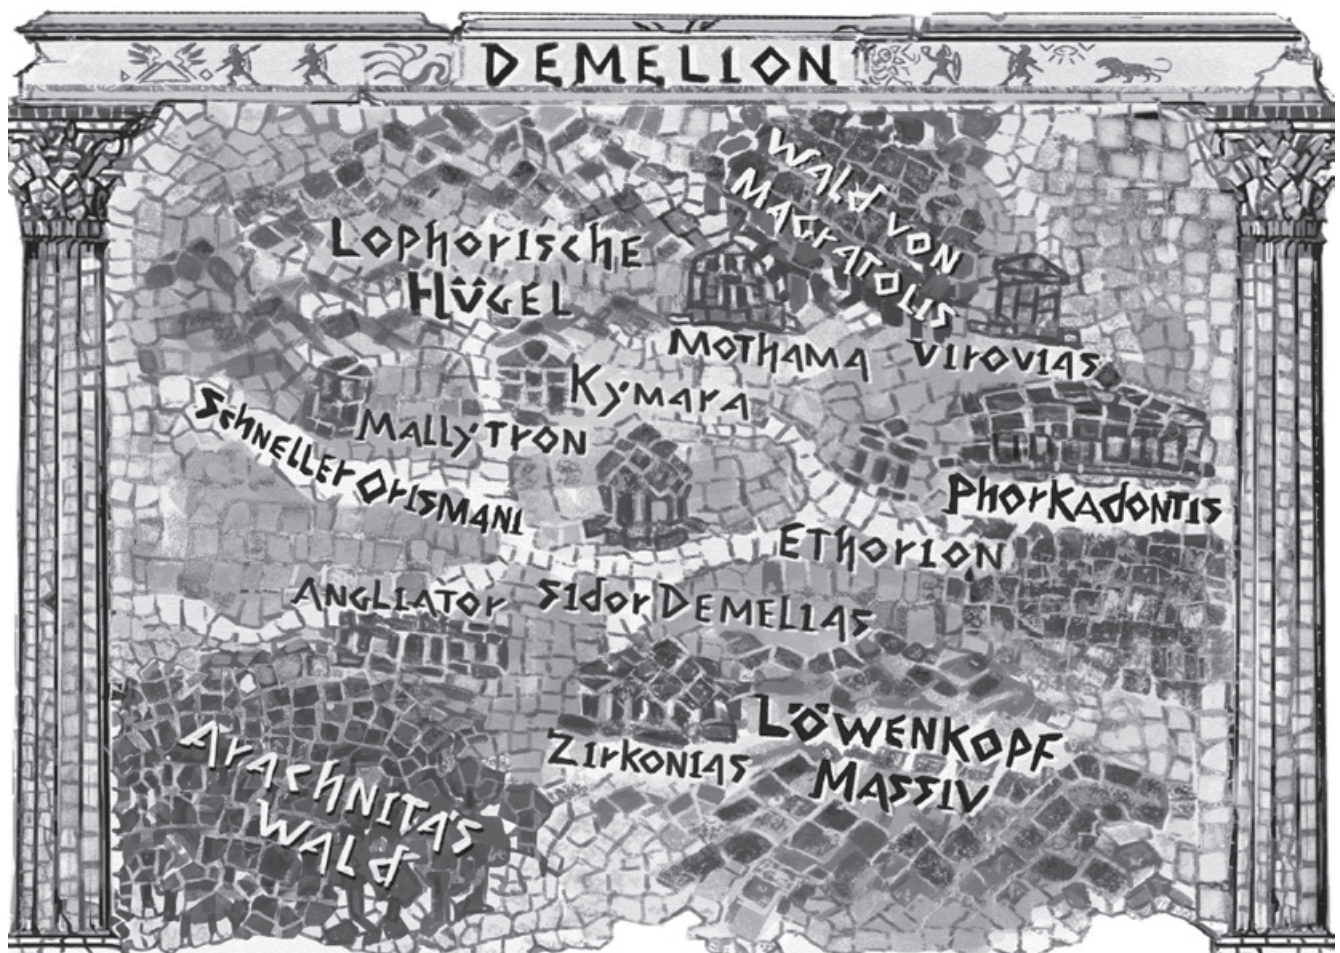 DEMELION
WALD VON
MAGRATOLIS
LOPHORISCHE
HÜGEL
MOTHAMA
VIROVIAS
KYMARA
MALLYTRON
SCHNELLER ORISMANI
PHORKADONTIS
ETHORION
ANGLIATOR
SIDOR DEMELIAS
LÖWENKOPF
MASSIV
ZIRKONIAS
ARACHNITA'S
WALD